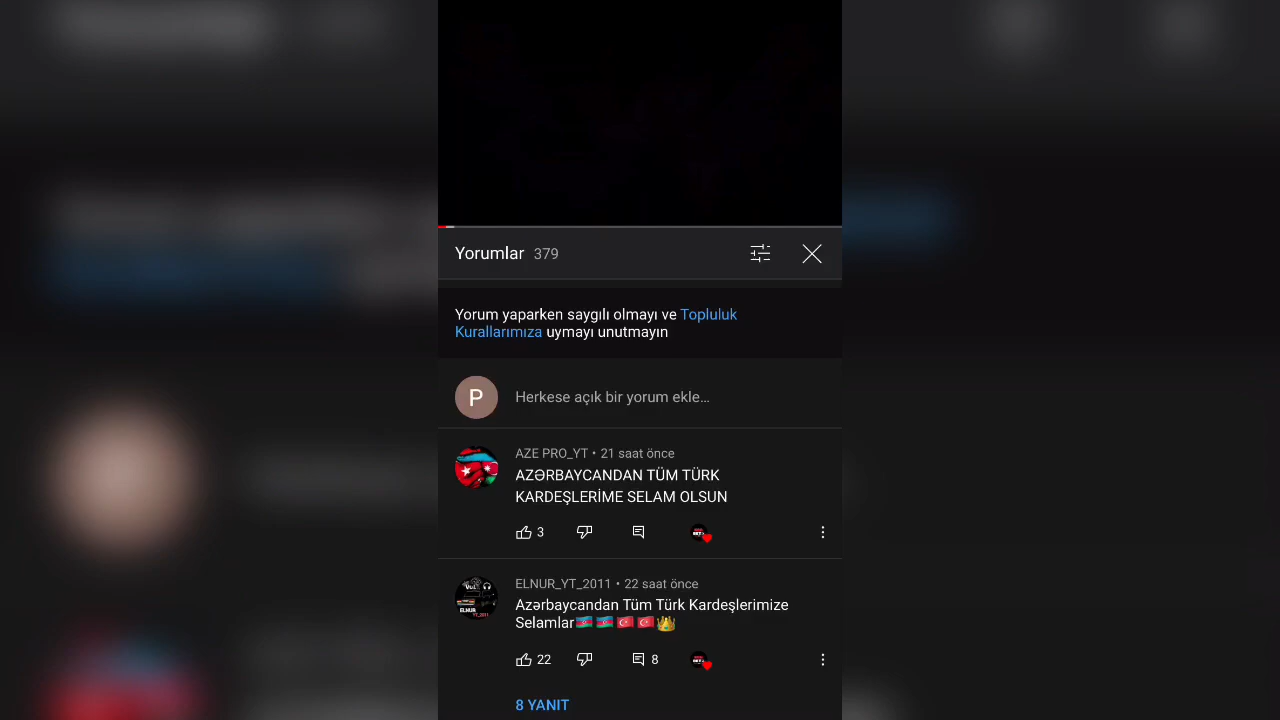 Yorumlar 379
Yorum yaparken saygılı olmayı ve Topluluk
Kurallarımıza uymayı unutmayın
P
Herkese açık bir yorum ekle...
AZE PRO_YT • 21 saat önce
AZƏRBAYCANDAN TÜM TÜRK
KARDEŞLERİME SELAM OLSUN
3
ELNUR_YT_2011 • 22 saat önce
Azərbaycandan Tüm Türk Kardeşlerimize
Selamlar🇦🇿🇦🇿🇹🇷🇹🇷👑
22 8
8 YANIT